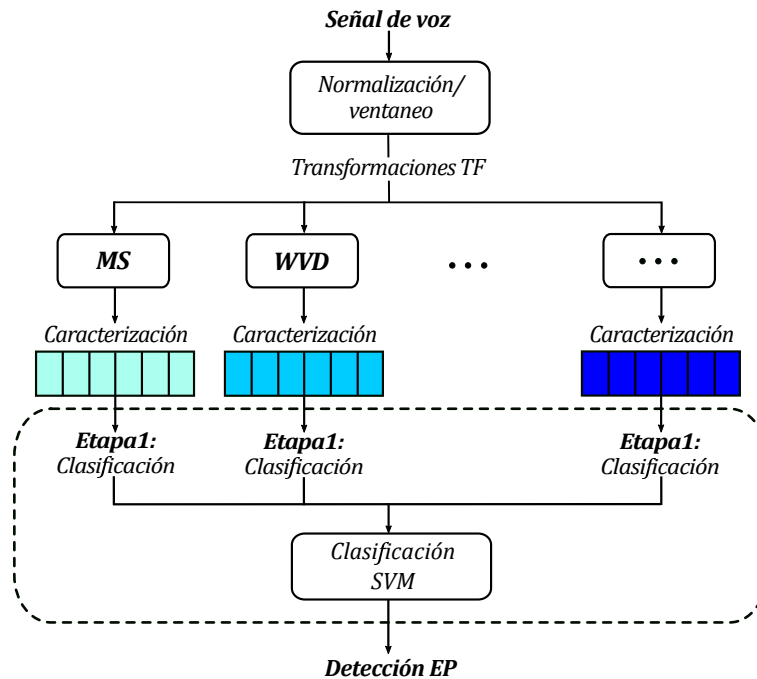 Señal de voz
Normalización/
ventaneo
Transformaciones TF
MS
WVD
• • •
• • •
Caracterización
Caracterización
Caracterización
Etapa1:
Clasificación
Etapa1:
Clasificación
Etapa1:
Clasificación
Clasificación
SVM
Detección EP